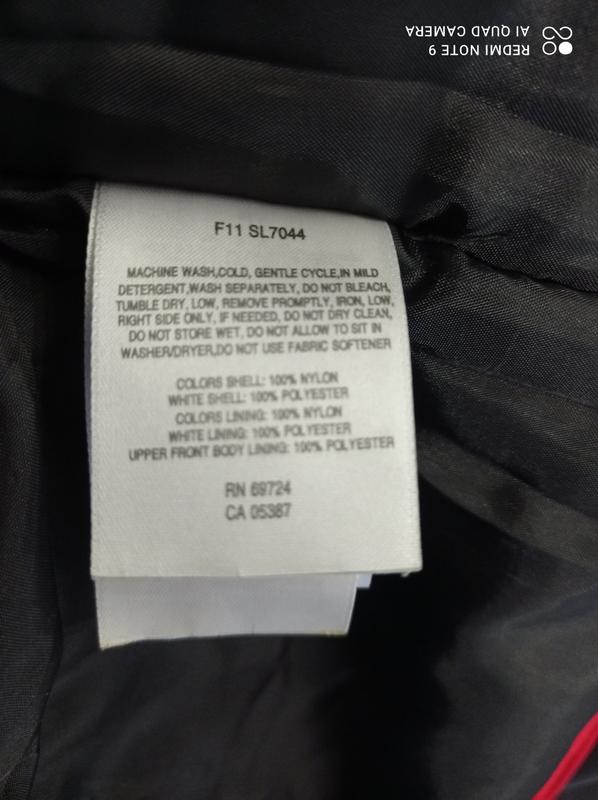 REDMI NOTE 9
AI QUAD CAMERA
F11 SL7044
MACHINE WASH,COLD, GENTLE CYCLE,IN MILD
DETERGENT,WASH SEPARATELY, DO NOT BLEACH,
TUMBLE DRY, LOW, REMOVE PROMPTLY, IRON, LOW,
RIGHT SIDE ONLY, IF NEEDED, DO NOT DRY CLEAN,
DO NOT STORE WET, DO NOT ALLOW TO SIT IN
WASHER/DRYER,DO NOT USE FABRIC SOFTENER
COLORS SHELL: 100% NYLON
WHITE SHELL: 100% POLYESTER
COLORS LINING: 100% NYLON
WHITE LINING: 100% POLYESTER
UPPER FRONT BODY LINING: 100% POLYESTER
RN 69724
CA 05387